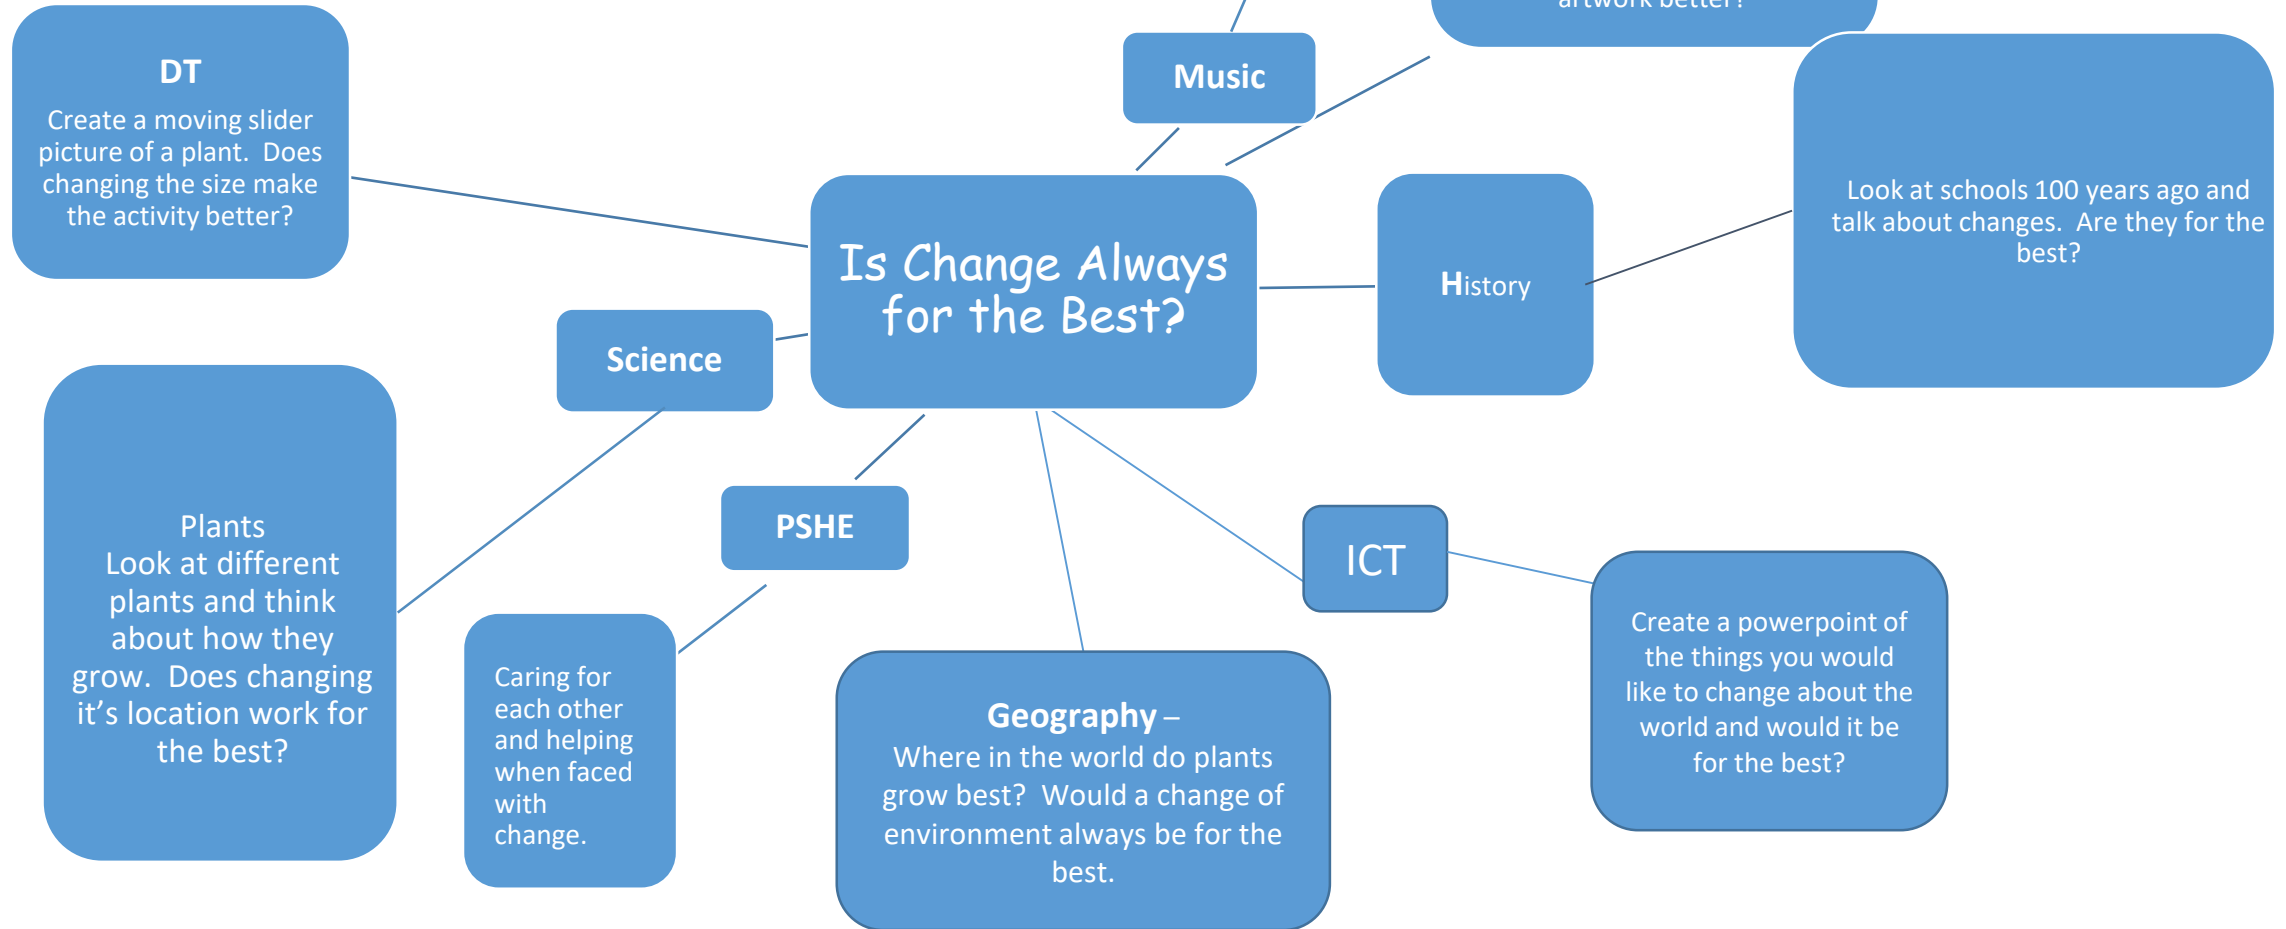 artwork better?
DT
Create a moving slider
picture of a plant.  Does
changing the size make
the activity better?
Music
Look at schools 100 years ago and
talk about changes.  Are they for the
best?
Is Change Always
for the Best?
History
Science
Plants
Look at different
plants and think
about how they
grow.  Does changing
it’s location work for
the best?
PSHE
Caring for
each other
and helping
when faced
with
change.
Geography –
Where in the world do plants
grow best?  Would a change of
environment always be for the
best.
ICT
Create a powerpoint of
the things you would
like to change about the
world and would it be
for the best?